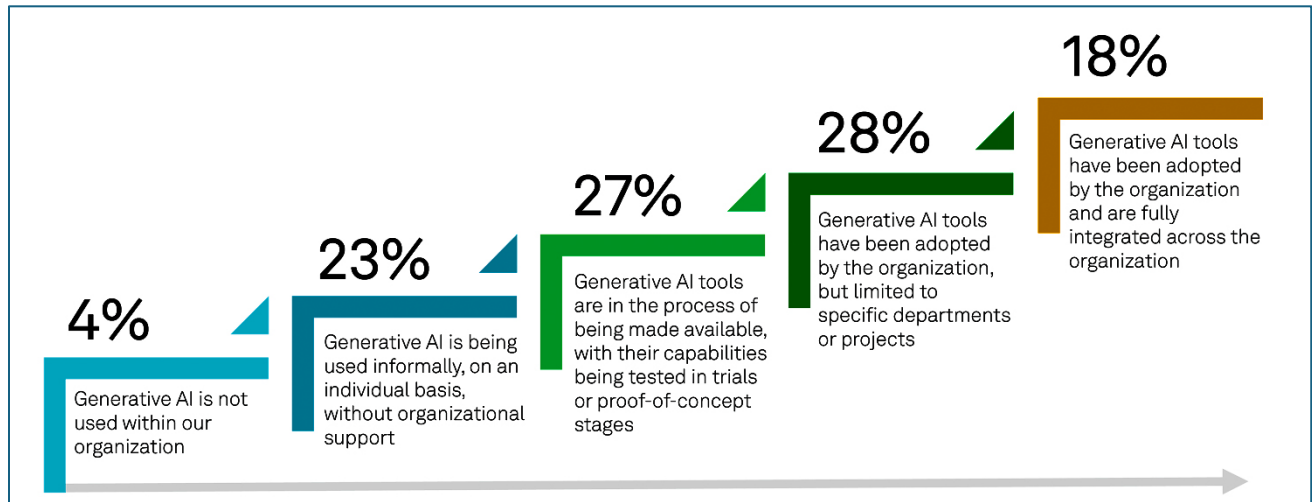 4%
Generative AI is not
used within our
organization
23%
Generative AI is being
used informally, on an
individual basis,
without organizational
support
27%
Generative AI tools
are in the process of
being made available,
with their capabilities
being tested in trials
or proof-of-concept
stages
28%
Generative AI tools
have been adopted
by the organization,
but limited to
specific departments
or projects
18%
Generative AI tools
have been adopted
by the organization
and are fully
integrated across the
organization